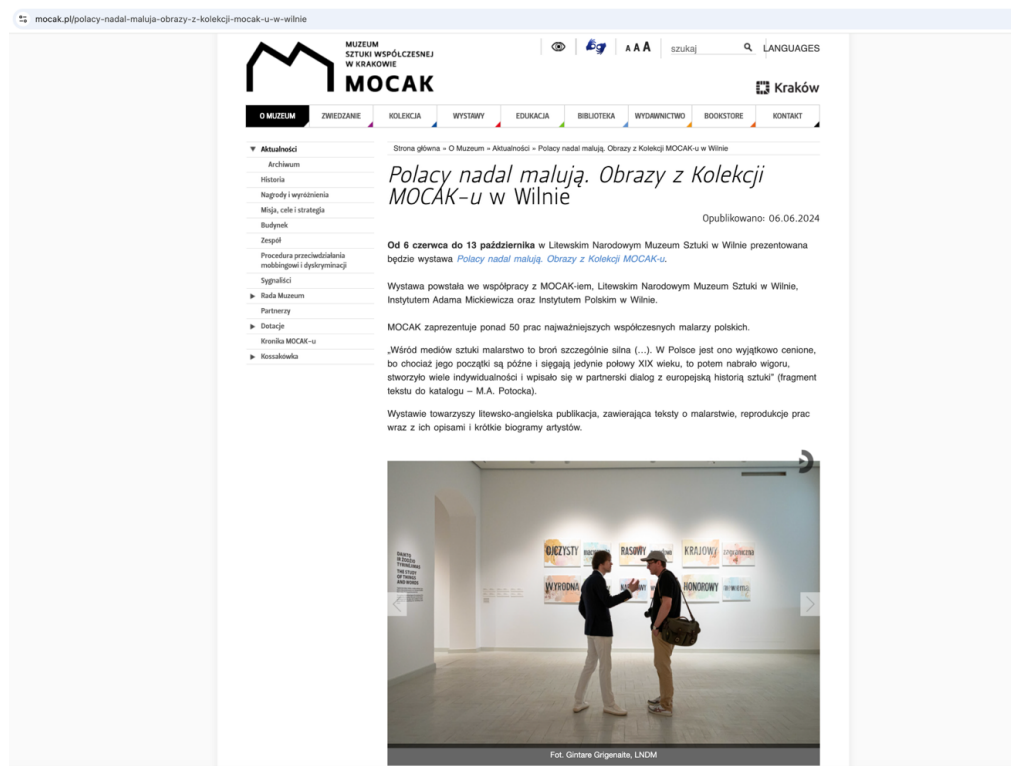 mocak.pl/polacy-nadal-maluja-obrazy-z-kolekcji-mocak-u-w-wilnie
MUZEUM
SZTUKI WSPÓŁCZESNEJ
W KRAKOWIE
MOCAK
A A A
szukaj
LANGUAGES
Kraków
O MUZEUM
ZWIEDZANIE
KOLEKCJA
WYSTAWY
EDUKACJA
BIBLIOTEKA
WYDAWNICTWO
BOOKSTORE
KONTAKT
Aktualności
Archiwum
Historia
Nagrody i wyróżnienia
Misja, cele i strategia
Budynek
Zespół
Procedura przeciwdziałania
mobbingowi i dyskryminacji
Sygnaliści
Rada Muzeum
Partnerzy
Dotacje
Kronika MOCAK-u
Kossakówka
Strona główna » O Muzeum » Aktualności » Polacy nadal malują. Obrazy z Kolekcji MOCAK-u w Wilnie
Polacy nadal malują. Obrazy z Kolekcji
MOCAK-u w Wilnie
Opublikowano: 06.06.2024
Od 6 czerwca do 13 października w Litewskim Narodowym Muzeum Sztuki w Wilnie prezentowana
będzie wystawa Polacy nadal malują. Obrazy z Kolekcji MOCAK-u.
Wystawa powstała we współpracy z MOCAK-iem, Litewskim Narodowym Muzeum Sztuki w Wilnie,
Instytutem Adama Mickiewicza oraz Instytutem Polskim w Wilnie.
MOCAK zaprezentuje ponad 50 prac najważniejszych współczesnych malarzy polskich.
„Wśród mediów sztuki malarstwo to broń szczególnie silna (...). W Polsce jest ono wyjątkowo cenione,
bo chociaż jego początki są późne i sięgają jedynie połowy XIX wieku, to potem nabrało wigoru,
stworzyło wiele indywidualności i wpisało się w partnerski dialog z europejską historią sztuki" (fragment
tekstu do katalogu – M.A. Potocka).
Wystawie towarzyszy litewsko-angielska publikacja, zawierająca teksty o malarstwie, reprodukcje prac
wraz z ich opisami i krótkie biogramy artystów.
OJCZYSTY
RASOWY
KRAJOWY
zagraniczna
WYRODNA
HONOROWY
THE STUDY
OF THINGS
AND WORDS
Fot. Gintare Grigenaite, LNDM